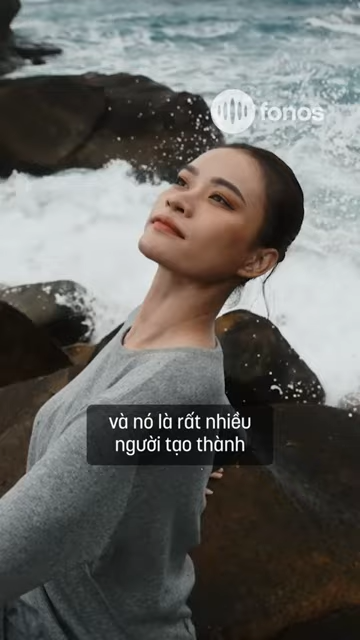 fonos
và nó là rất nhiều
người tạo thành